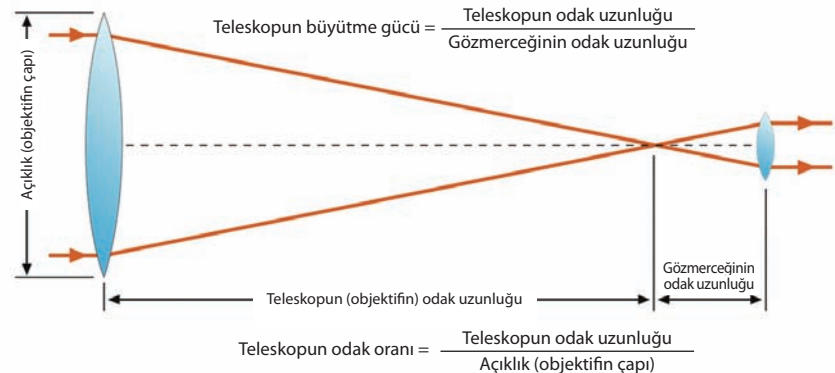 Teleskopun büyütme gücü = Teleskopun odak uzunluğu
Gözmerceğinin odak uzunluğu
Açıklık (objektifin çapı)
Gözmerceğinin
odak uzunluğu
Teleskopun (objektifin) odak uzunluğu
Teleskopun odak oranı = Teleskopun odak uzunluğu
Açıklık (objektifin çapı)